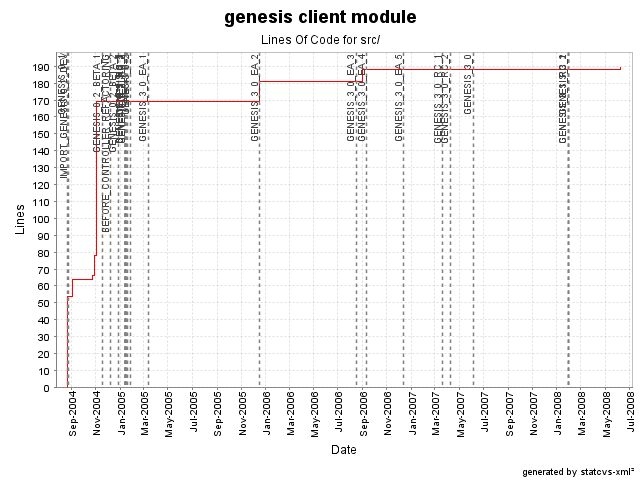 genesis client module
Lines Of Code for src/
Lines
190
180
170
160
150
140
130
120
110
100
90
80
70
60
50
40
30
20
10
0
BEFORE_CONTROLLER_REFACTORING
GENESIS_3_0_EA_1
GENESIS_3_0_EA_2
GENESIS_3_0_EA_3
GENESIS_3_0_EA_4
GENESIS_3_0_EA_5
GENESIS_3_0
Sep-2004
Nov-2004
Jan-2005
Mar-2005
May-2005
Jul-2005
Sep-2005
Nov-2005
Jan-2006
Mar-2006
May-2006
Jul-2006
Sep-2006
Nov-2006
Jan-2007
Mar-2007
May-2007
Jul-2007
Sep-2007
Nov-2007
Jan-2008
Mar-2008
May-2008
Jul-2008
Date
generated by statcvs-xml²